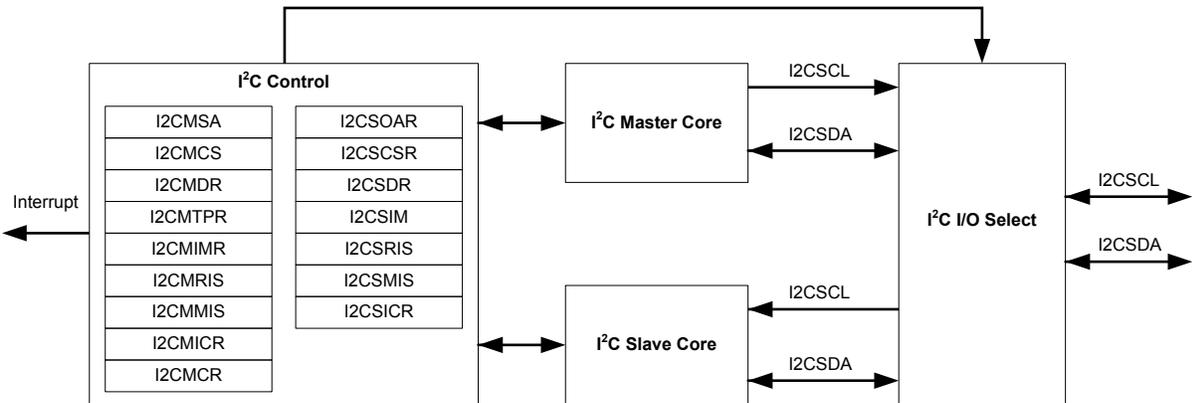 I²C Control
I2CMSA
I2CMCS
I2CMDR
I2CMTPR
I2CMIMR
I2CMRIS
I2CMMIS
I2CMICR
I2CMCR
I2CSOAR
I2CSCSR
I2CSDR
I2CSIM
I2CSRIS
I2CSMIS
I2CSICR
Interrupt
I²C Master Core
I2CSCL
I2CSDA
I²C Slave Core
I2CSCL
I2CSDA
I²C I/O Select
I2CSCL
I2CSDA